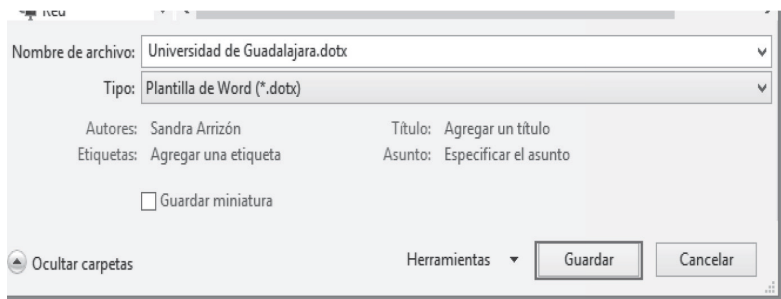 Red
Nombre de archivo: Universidad de Guadalajara.dotx
Tipo: Plantilla de Word (*.dotx)
Autores: Sandra Arrizón Título: Agregar un título
Etiquetas: Agregar una etiqueta Asunto: Especificar el asunto
Guardar miniatura
Ocultar carpetas Herramientas Guardar Cancelar